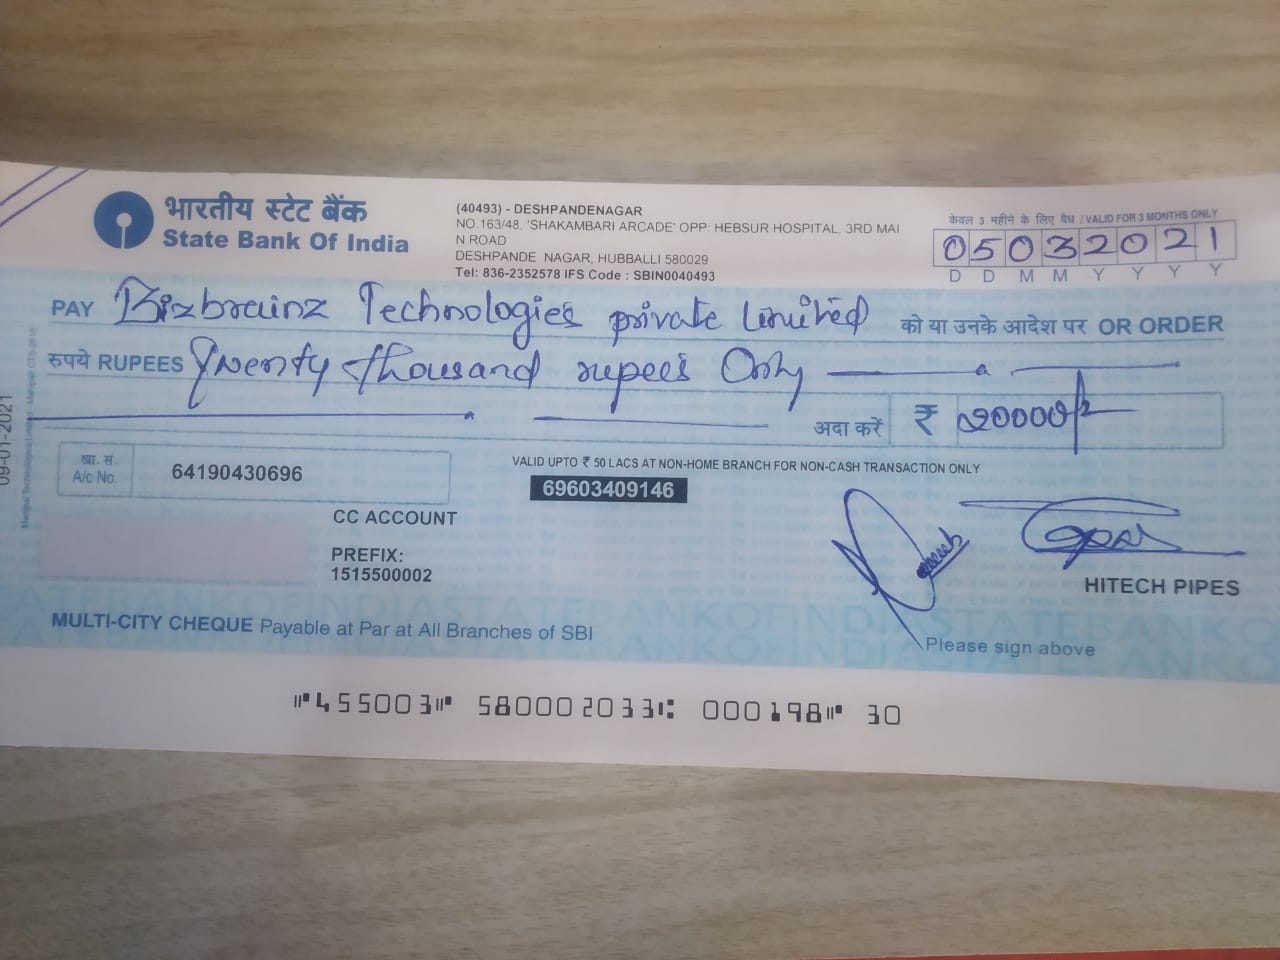 भारतीय स्टेट बैंक
State Bank Of India
(40493) - DESHPANDENAGAR
NO.163/48, 'SHAKAMBARI ARCADE' OPP: HEBSUR HOSPITAL, 3RD MAI
N ROAD
DESHPANDE NAGAR, HUBBALLI 580029
Tel: 836-2352578 IFS Code : SBIN0040493
केवल 3 महीने के लिए वैध / VALID FOR 3 MONTHS ONLY
05032021
D D M M Y Y Y Y
PAY Bizbrainz Technologies private Limited को या उनके आदेश पर OR ORDER
रुपये RUPEES Twenty thousand rupees Only
अदा करें ₹ 20000/-
09-01-2021
खा. सं. A/c No. 64190430696
VALID UPTO ₹ 50 LACS AT NON-HOME BRANCH FOR NON-CASH TRANSACTION ONLY
69603409146
CC ACCOUNT
PREFIX:
1515500002
HITECH PIPES
MULTI-CITY CHEQUE Payable at Par at All Branches of SBI
Please sign above
⑈455003⑈ 580002033⑆ 000198⑈ 30